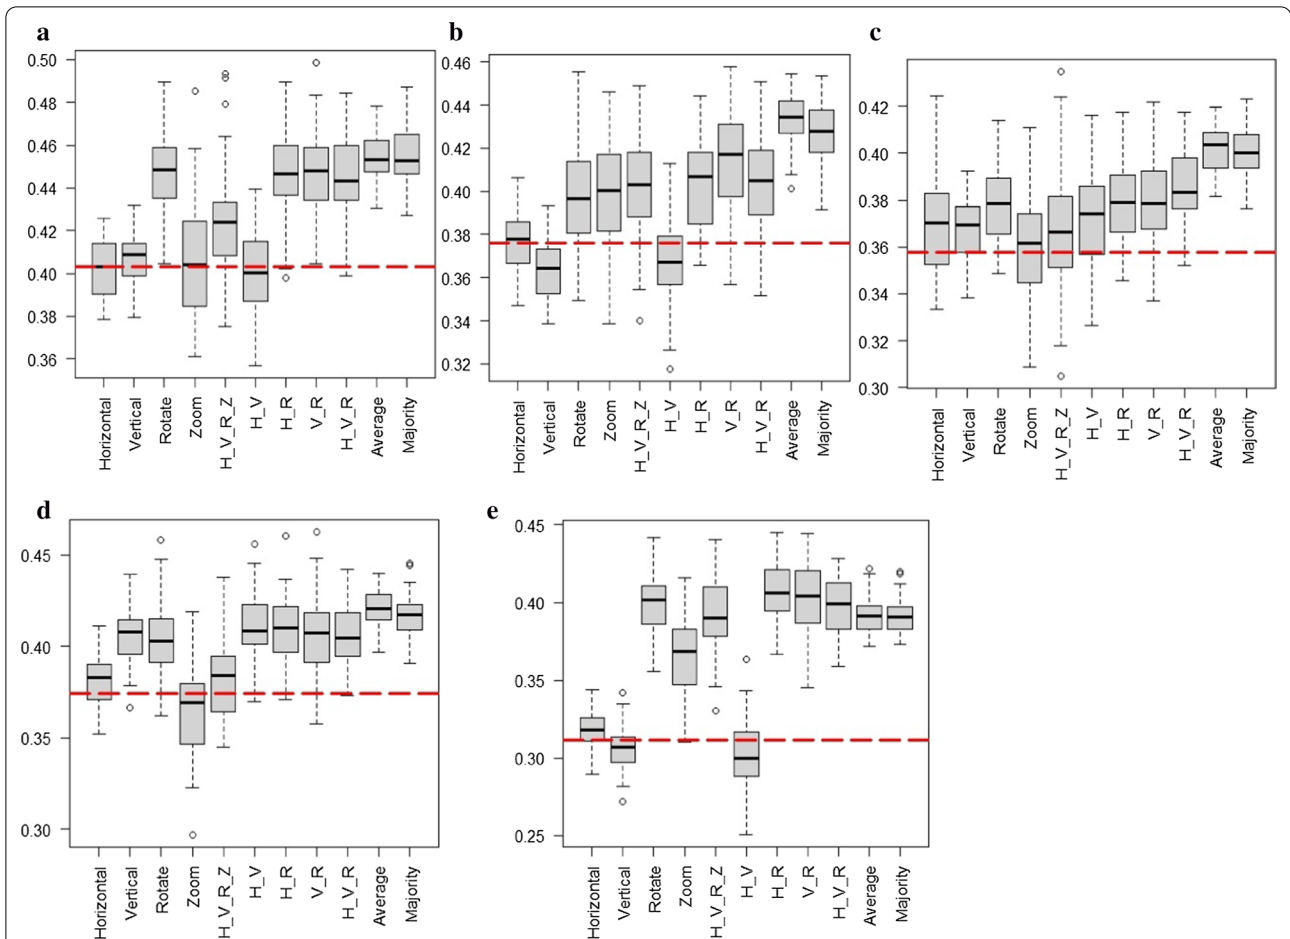 a
0.50
0.48
0.46
0.44
0.42
0.40
0.38
0.36
Horizontal
Vertical
Rotate
Zoom
H_V_R_Z
H_V
H_R
V_R
H_V_R
Average
Majority
b
0.46
0.44
0.42
0.40
0.38
0.36
0.34
0.32
Horizontal
Vertical
Rotate
Zoom
H_V_R_Z
H_V
H_R
V_R
H_V_R
Average
Majority
c
0.42
0.40
0.38
0.36
0.34
0.32
0.30
Horizontal
Vertical
Rotate
Zoom
H_V_R_Z
H_V
H_R
V_R
H_V_R
Average
Majority
d
0.45
0.40
0.35
0.30
Horizontal
Vertical
Rotate
Zoom
H_V_R_Z
H_V
H_R
V_R
H_V_R
Average
Majority
e
0.45
0.40
0.35
0.30
0.25
Horizontal
Vertical
Rotate
Zoom
H_V_R_Z
H_V
H_R
V_R
H_V_R
Average
Majority